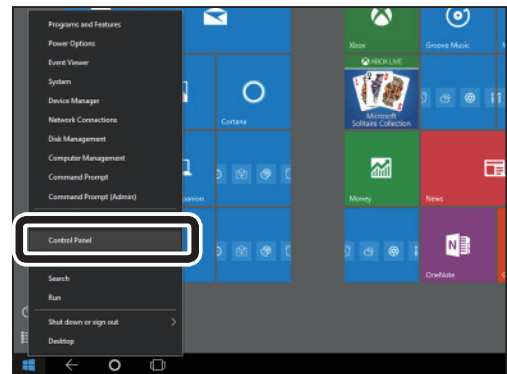 Programs and Features
Power Options
Event Viewer
System
Device Manager
Network Connections
Disk Management
Computer Management
Command Prompt
Command Prompt (Admin)
Control Panel
Search
Run
Shut down or sign out
Desktop
Cortana
Xbox
Groove Music
XBOX LIVE
Microsoft
Solitaire Collection
Money
News
OneNote